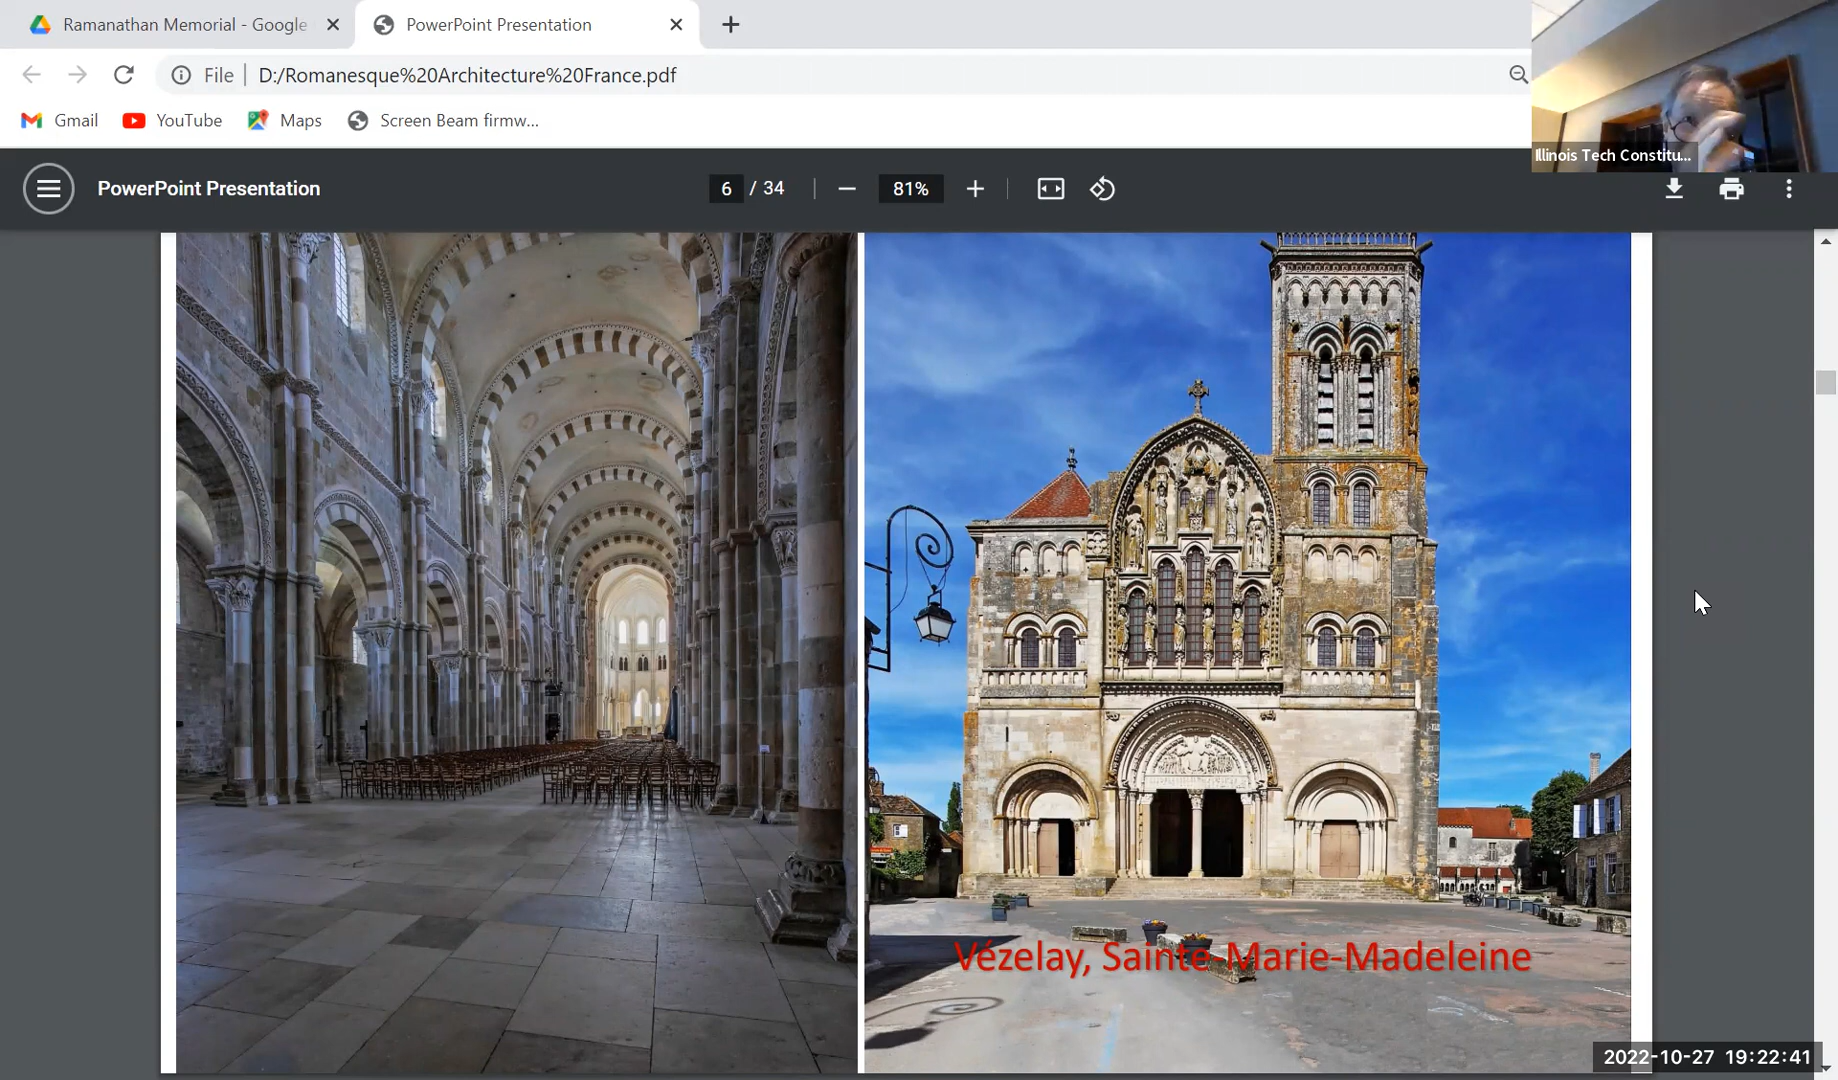 Ramanathan Memorial - Google
PowerPoint Presentation
File
D:/Romanesque%20Architecture%20France.pdf
Gmail
YouTube
Maps
Screen Beam firmw...
Illinois Tech Constitu...
PowerPoint Presentation
6 / 34
81%
Vézelay, Sainte-Marie-Madeleine
2022-10-27 19:22:41